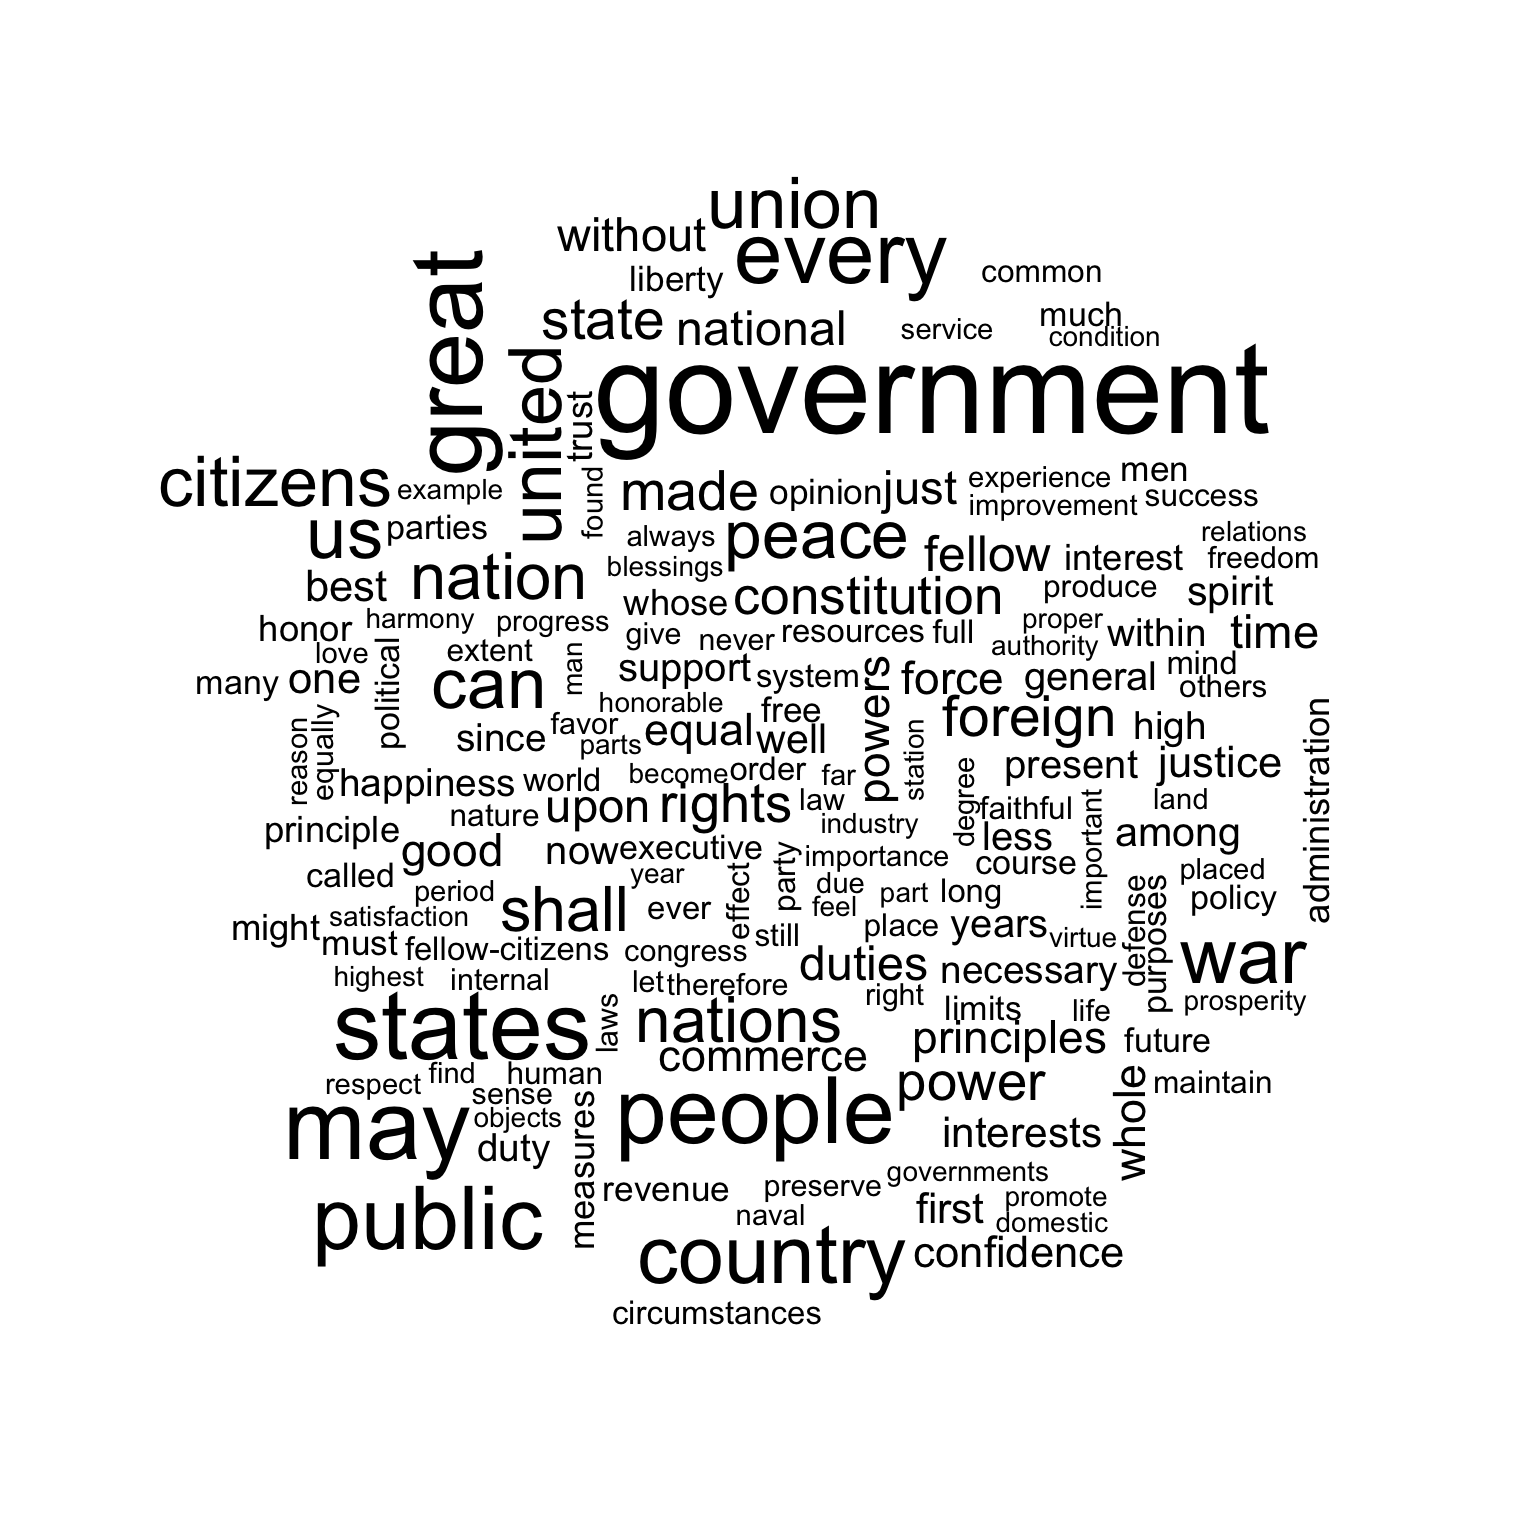 union
without
every
great
liberty
common
state
national
service
much
condition
united
government
trust
citizens
example
found
made
opinion
just
experience
men
improvement
success
us
parties
always
peace
relations
fellow
interest
freedom
best
nation
blessings
whose
constitution
produce
spirit
honor
harmony
progress
give
never
resources
full
proper
authority
within
time
love
political
extent
man
many
one
can
support
system
powers
force
general
mind
others
honorable
reason
equally
since
favor
parts
equal
free
well
station
foreign
high
administration
happiness
world
become
order
far
degree
present
justice
nature
upon
rights
law
faithful
important
land
principle
industry
less
among
good
now
executive
party
importance
course
called
period
year
effect
due
part
long
placed
policy
feel
might
satisfaction
shall
ever
still
place
years
virtue
defense
purposes
war
must
fellow-citizens
congress
duties
necessary
highest
internal
let
therefore
right
limits
life
prosperity
states
laws
nations
commerce
principles
future
respect
find
human
sense
power
whole
maintain
may
objects
duty
measures
people
interests
governments
public
revenue
preserve
naval
first
promote
domestic
country
confidence
circumstances